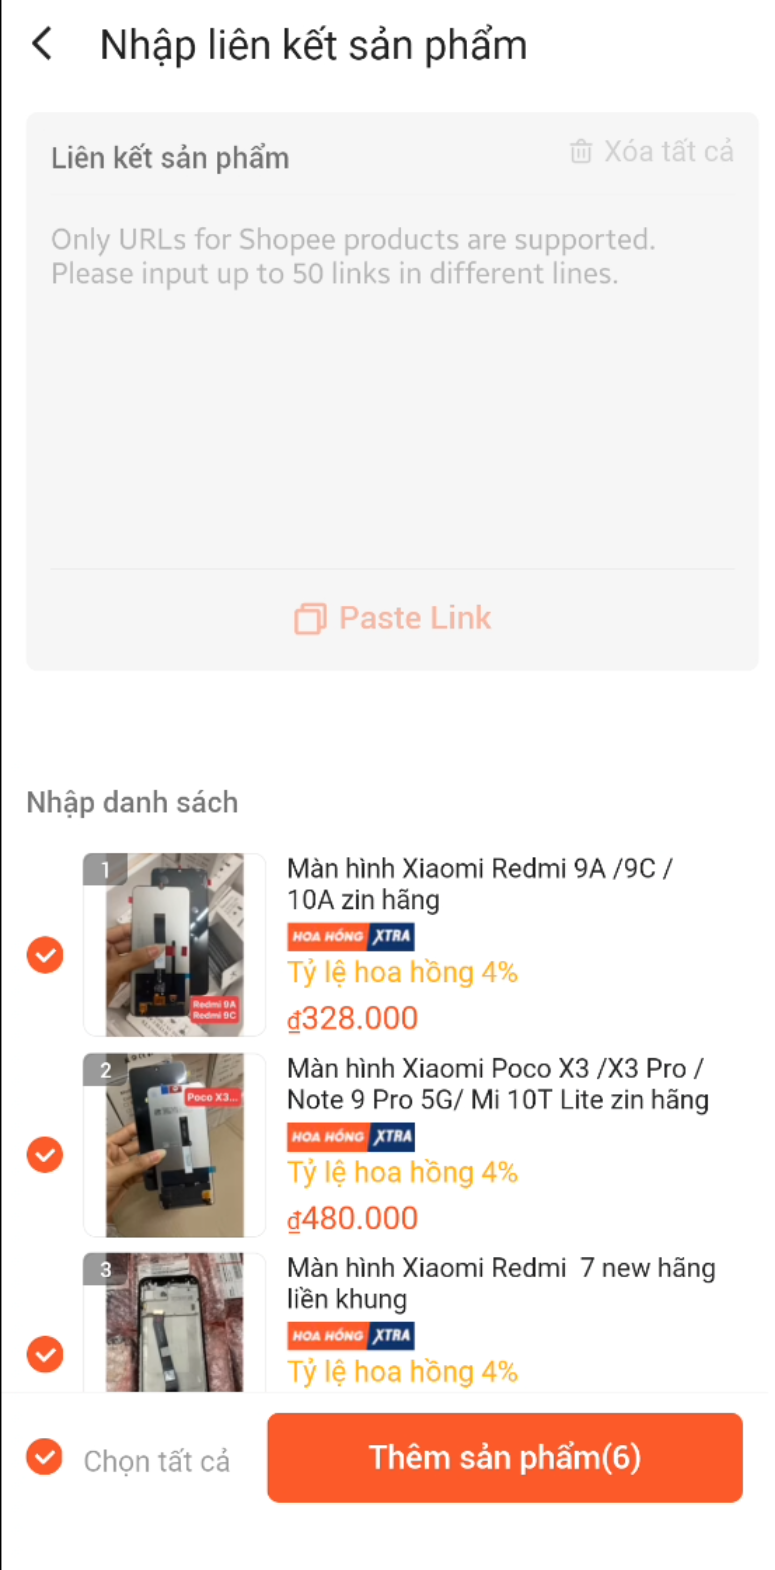 Nhập liên kết sản phẩm
Liên kết sản phẩm
Xóa tất cả
Only URLs for Shopee products are supported.
Please input up to 50 links in different lines.
Paste Link
Nhập danh sách
1
Redmi 9A
Redmi 9C
Màn hình Xiaomi Redmi 9A /9C /
10A zin hãng
HOA HỒNG XTRA
Tỷ lệ hoa hồng 4%
₫328.000
2
Poco X3...
Màn hình Xiaomi Poco X3 /X3 Pro /
Note 9 Pro 5G/ Mi 10T Lite zin hãng
HOA HỒNG XTRA
Tỷ lệ hoa hồng 4%
₫480.000
3
Màn hình Xiaomi Redmi  7 new hãng
liền khung
HOA HỒNG XTRA
Tỷ lệ hoa hồng 4%
Chọn tất cả
Thêm sản phẩm(6)